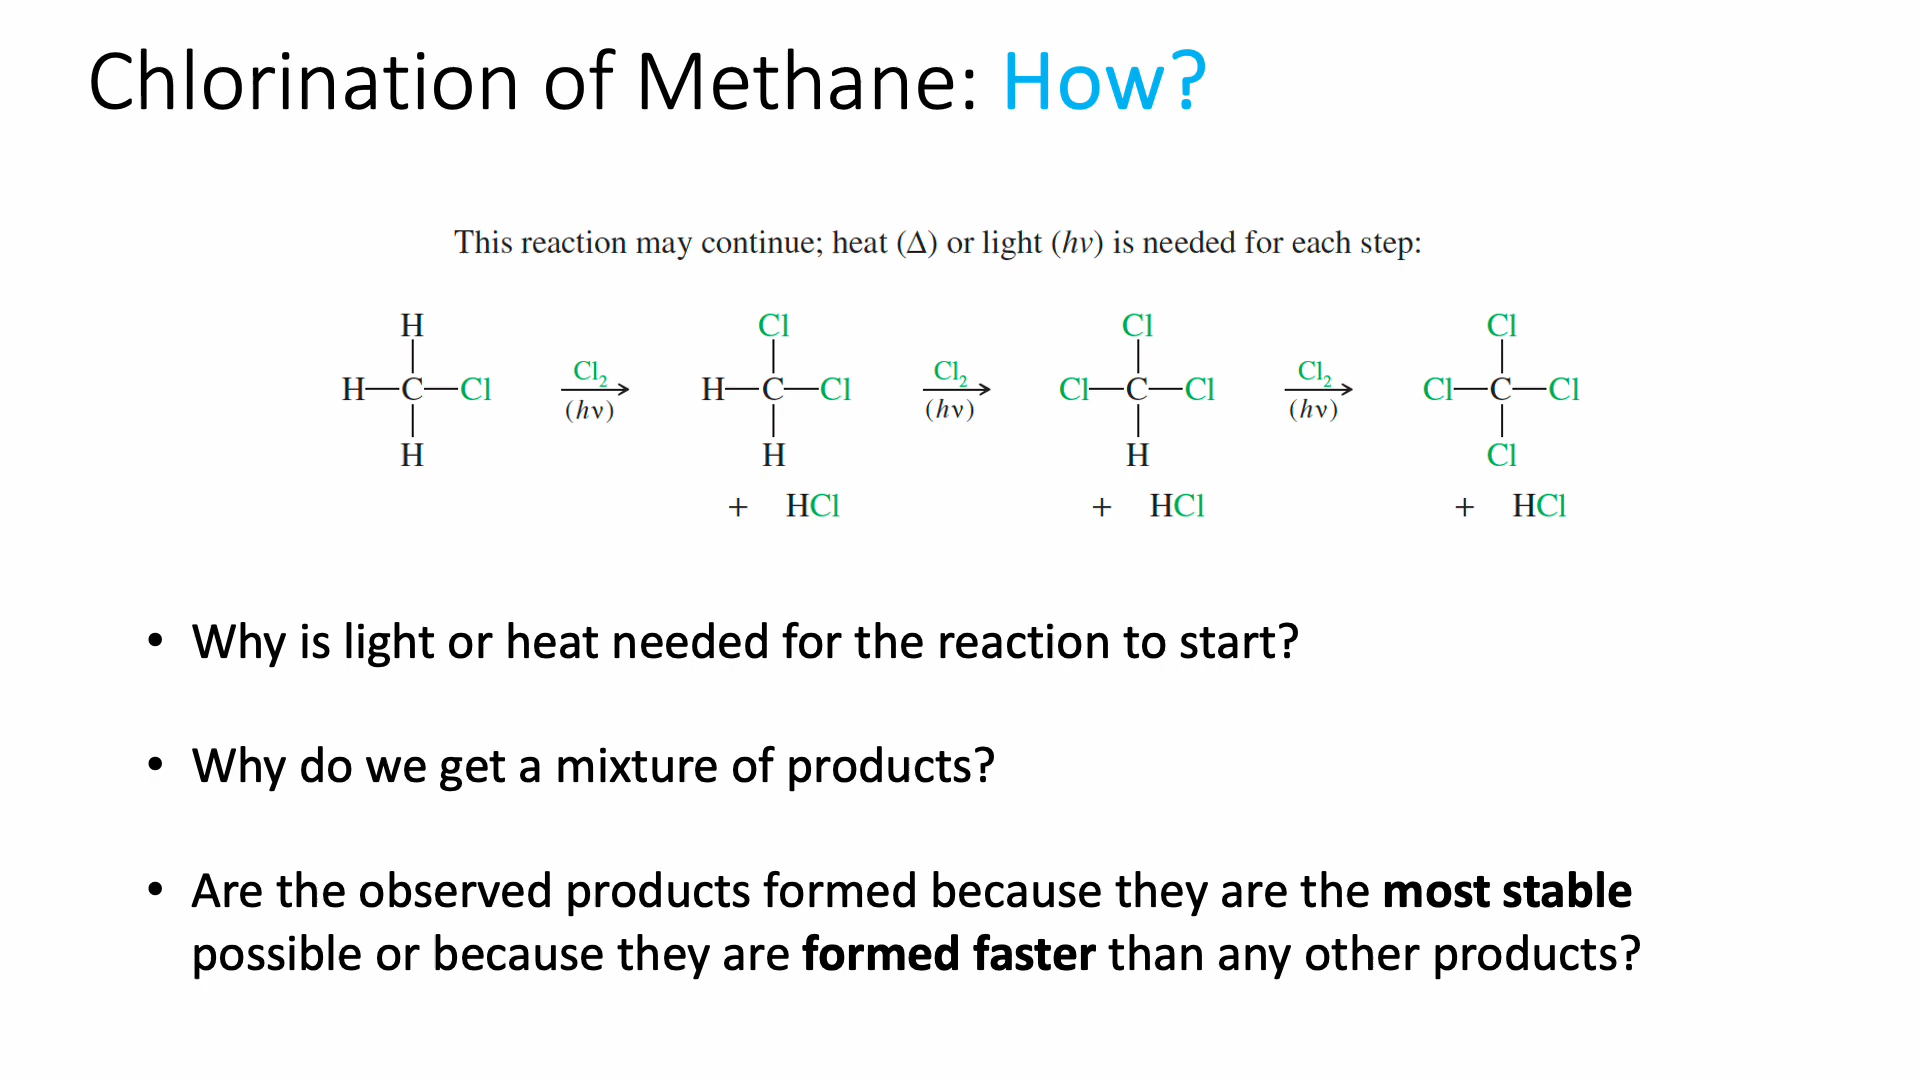 Chlorination of Methane: How?
This reaction may continue; heat (Δ) or light (hν) is needed for each step:
H Cl Cl Cl
H—C—Cl Cl₂ H—C—Cl Cl₂ Cl—C—Cl Cl₂ Cl—C—Cl
(hν) (hν) (hν)
H H H Cl
+ HCl + HCl + HCl
• Why is light or heat needed for the reaction to start?
• Why do we get a mixture of products?
• Are the observed products formed because they are the most stable
possible or because they are formed faster than any other products?